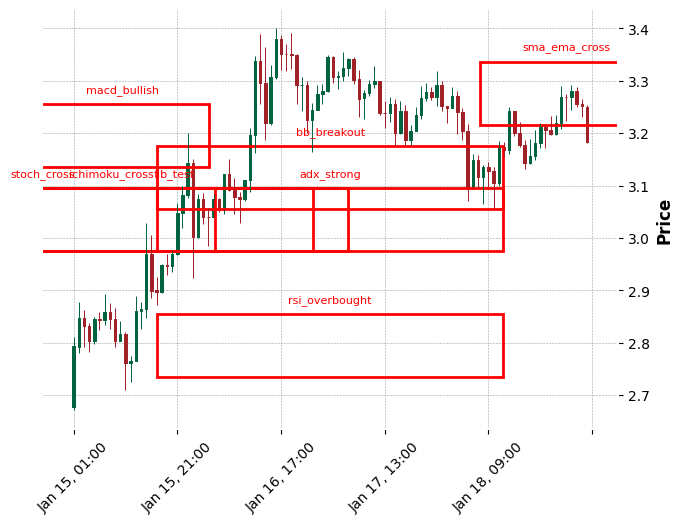 sma_ema_cross
macd_bullish
bb_breakout
stoch_cross
ichimoku_cross
fib_test
adx_strong
rsi_overbought
3.4
3.3
3.2
3.1
3.0
2.9
2.8
2.7
Price
Jan 15, 01:00
Jan 15, 21:00
Jan 16, 17:00
Jan 17, 13:00
Jan 18, 09:00